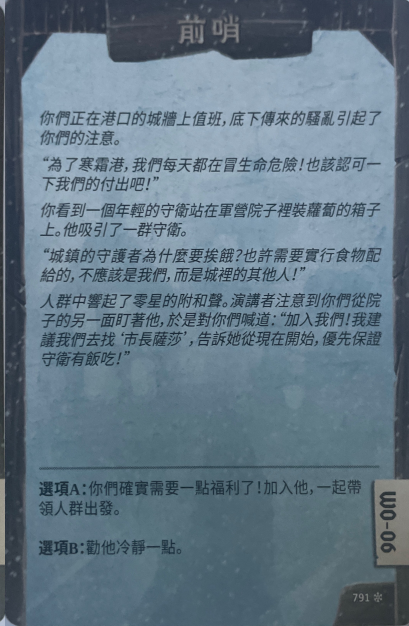 前哨
你們正在港口的城牆上值班，底下傳來的騷亂引起了
你們的注意。
“為了寒霜港，我們每天都在冒生命危險！也該認可一
下我們的付出吧！”
你看到一個年輕的守衛站在軍營院子裡裝蘿蔔的箱子
上。他吸引了一群守衛。
“城鎮的守護者為什麼要挨餓？也許需要實行食物配
給的，不應該是我們，而是城裡的其他人！”
人群中響起了零星的附和聲。演講者注意到你們從院
子的另一面盯著他，於是對你們喊道：“加入我們！我建
議我們去找‘市長薩莎’，告訴她從現在開始，優先保證
守衛有飯吃！”
選項A：你們確實需要一點福利了！加入他，一起帶
領人群出發。
選項B：勸他冷靜一點。
WO-06
791